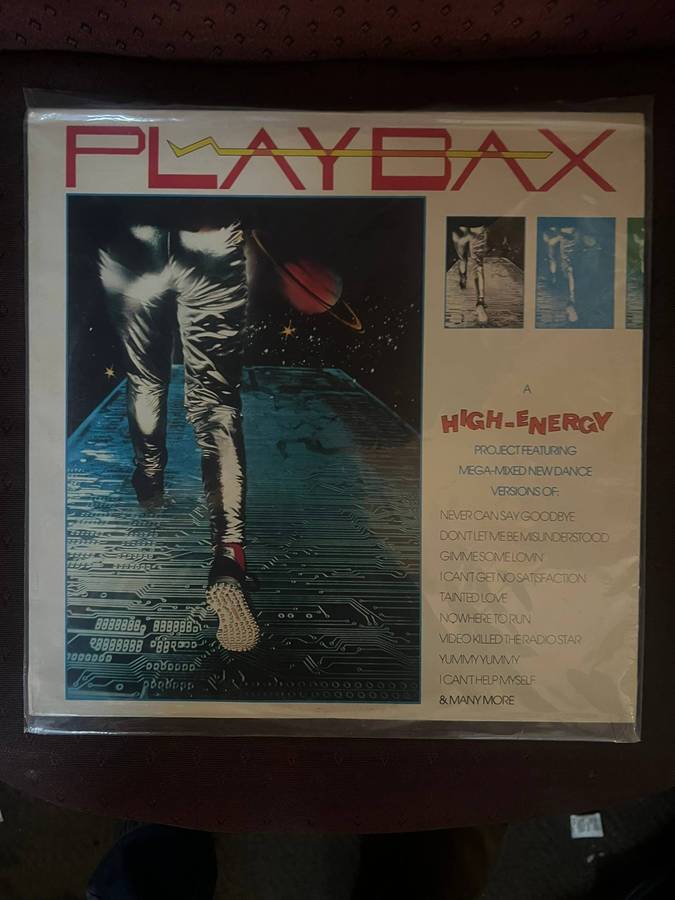 PLAYBAX
A
HIGH-ENERGY
PROJECT FEATURING
MEGA-MIXED NEW DANCE
VERSIONS OF:
NEVER CAN SAY GOODBYE
DON'T LET ME BE MISUNDERSTOOD
GIMME SOME LOVIN'
I CAN'T GET NO SATISFACTION
TAINTED LOVE
NOWHERE TO RUN
VIDEO KILLED THE RADIO STAR
YUMMY YUMMY
I CAN'T HELP MYSELF
& MANY MORE